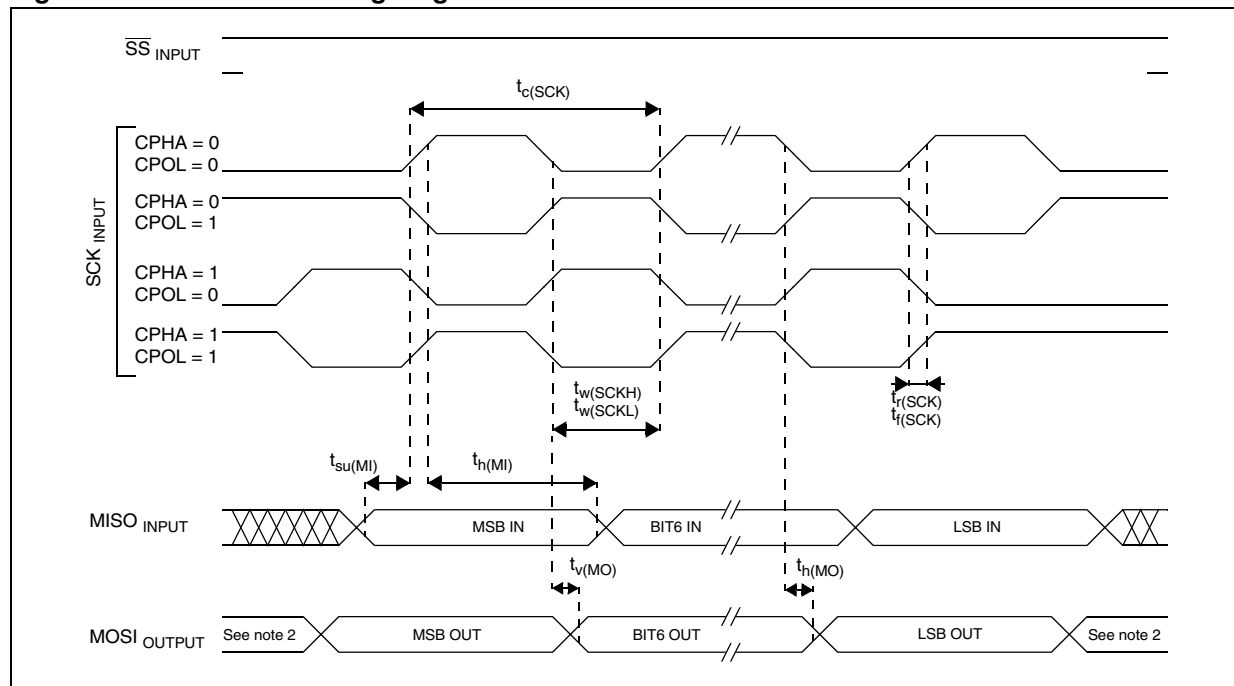 SS INPUT
tc(SCK)
SCK INPUT
CPHA = 0
CPOL = 0
CPHA = 0
CPOL = 1
CPHA = 1
CPOL = 0
CPHA = 1
CPOL = 1
tw(SCKH)
tw(SCKL)
tr(SCK)
tf(SCK)
tsu(MI)
th(MI)
MISO INPUT
MSB IN
BIT6 IN
LSB IN
tv(MO)
th(MO)
MOSI OUTPUT
See note 2
MSB OUT
BIT6 OUT
LSB OUT
See note 2